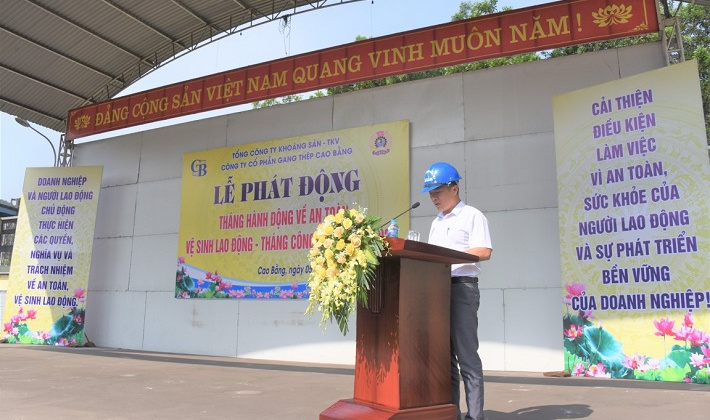 ĐẢNG CỘNG SẢN VIỆT NAM QUANG VINH MUÔN NĂM !
DOANH NGHIỆP
VÀ NGƯỜI LAO ĐỘNG
CHỦ ĐỘNG
THỰC HIỆN
CÁC QUYỀN,
NGHĨA VỤ VÀ
TRÁCH NHIỆM
VỀ AN TOÀN,
VỆ SINH LAO ĐỘNG.
CB
TỔNG CÔNG TY KHOÁNG SẢN - TKV
CÔNG TY CỔ PHẦN GANG THÉP CAO BẰNG
LỄ PHÁT ĐỘNG
THÁNG HÀNH ĐỘNG VỀ AN TOÀN
VỆ SINH LAO ĐỘNG - THÁNG CÔNG
Cao Bằng, ngày
CẢI THIỆN
ĐIỀU KIỆN
LÀM VIỆC
VÌ AN TOÀN,
SỨC KHỎE CỦA
NGƯỜI LAO ĐỘNG
VÀ SỰ PHÁT TRIỂN
BỀN VỮNG
CỦA DOANH NGHIỆP!